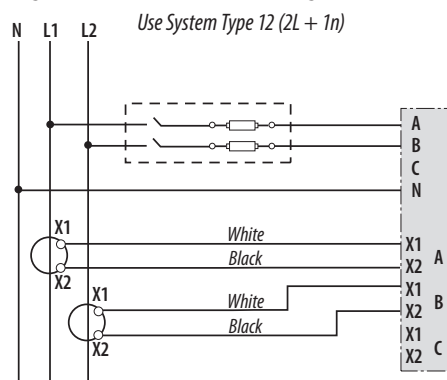 Use System Type 12 (2L + 1n)
N L1 L2
A
B
C
N
X1
X2
X1
X2
White
Black
X1
X2
A
White
Black
X1
X2
B
X1
X2
C